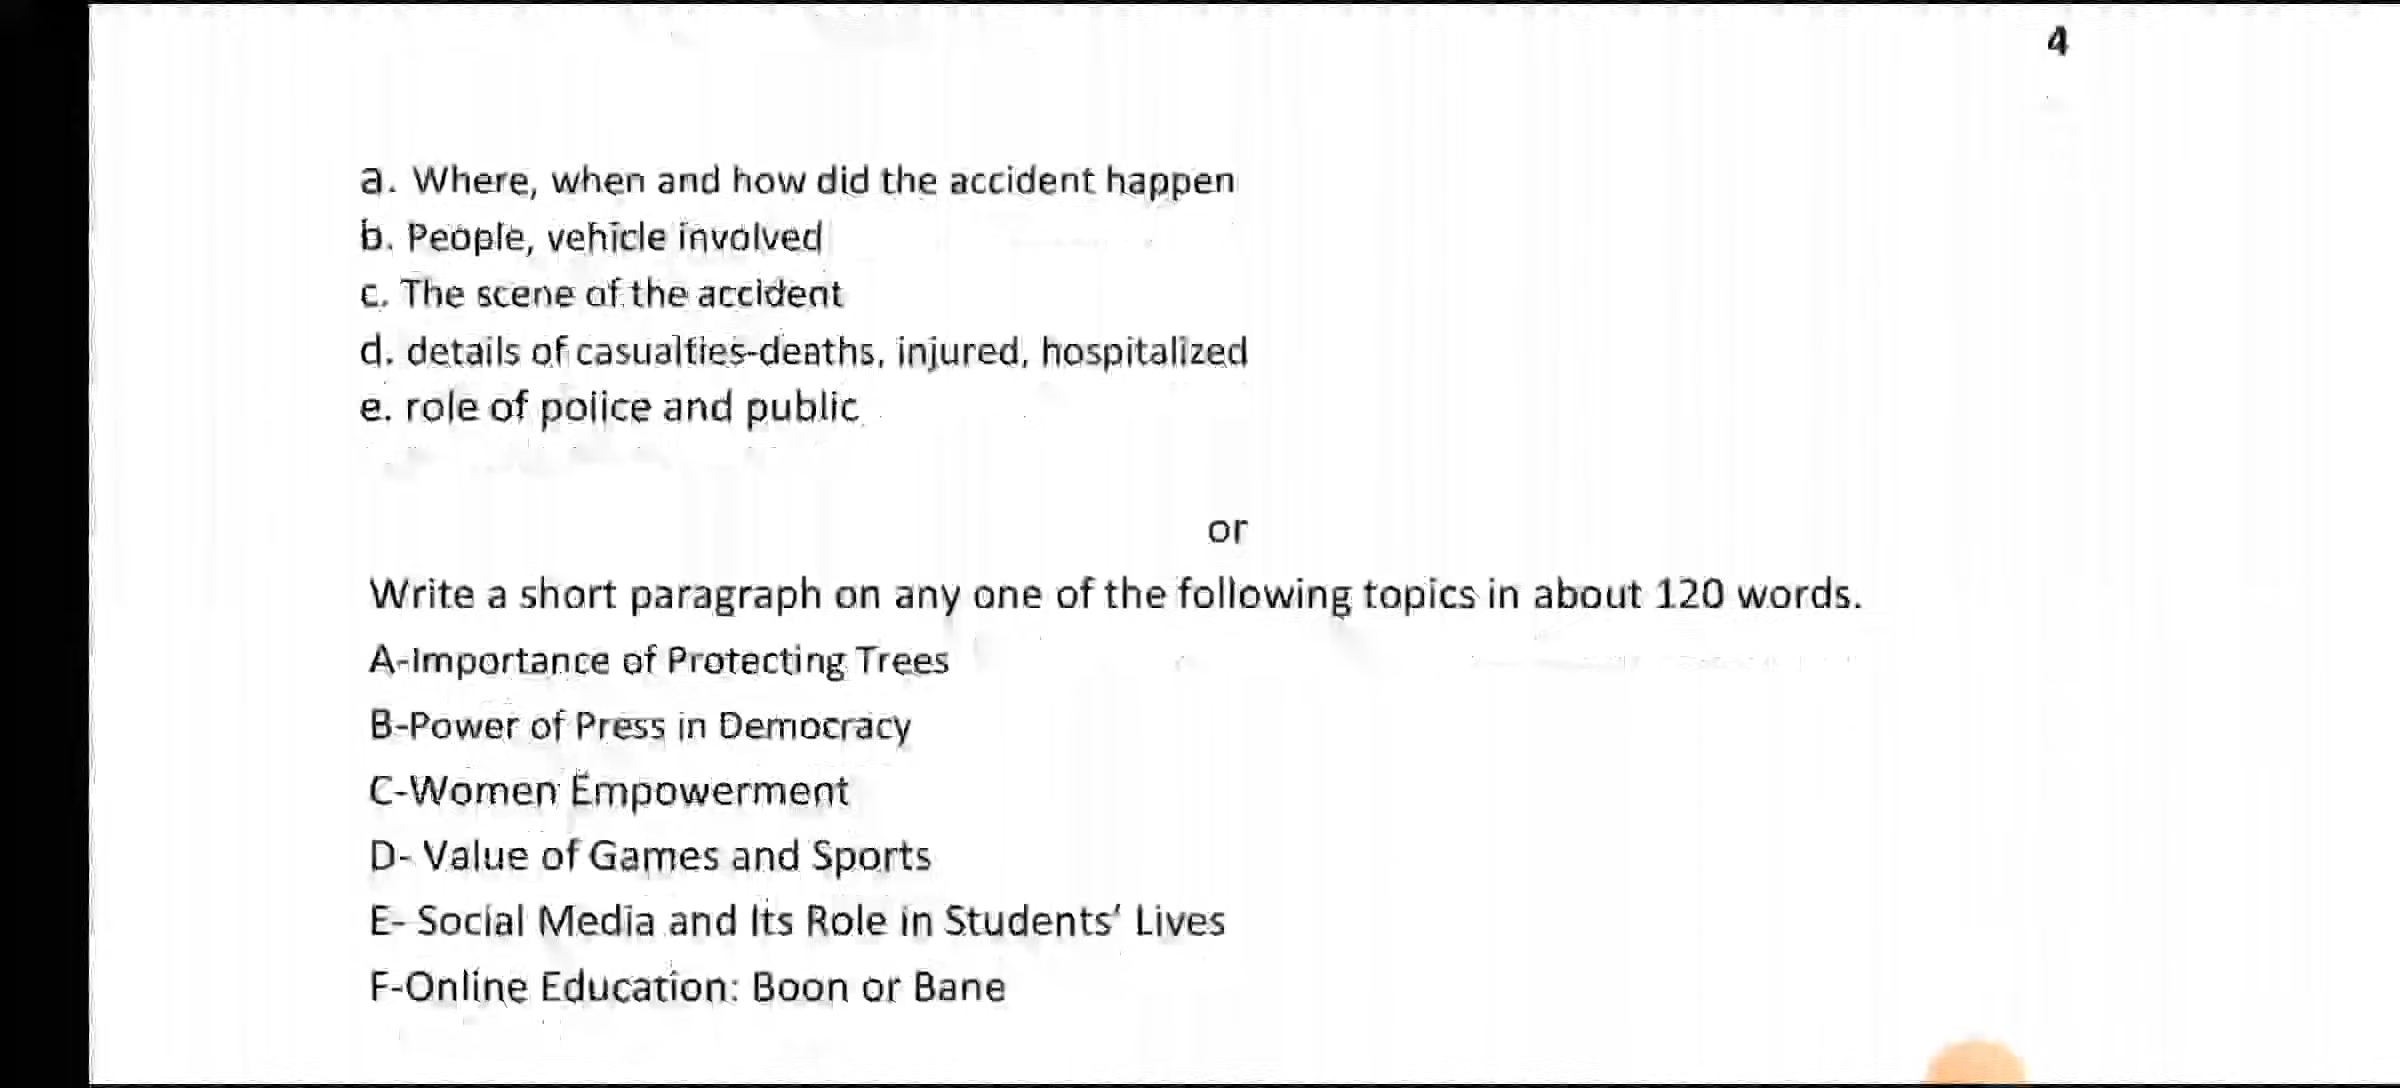 4
a. Where, when and how did the accident happen
b. People, vehicle involved
c. The scene of the accident
d. details of casualties-deaths, injured, hospitalized
e. role of police and public
or
Write a short paragraph on any one of the following topics in about 120 words.
A-Importance of Protecting Trees
B-Power of Press in Democracy
C-Women Empowerment
D- Value of Games and Sports
E- Social Media and Its Role in Students' Lives
F-Online Education: Boon or Bane